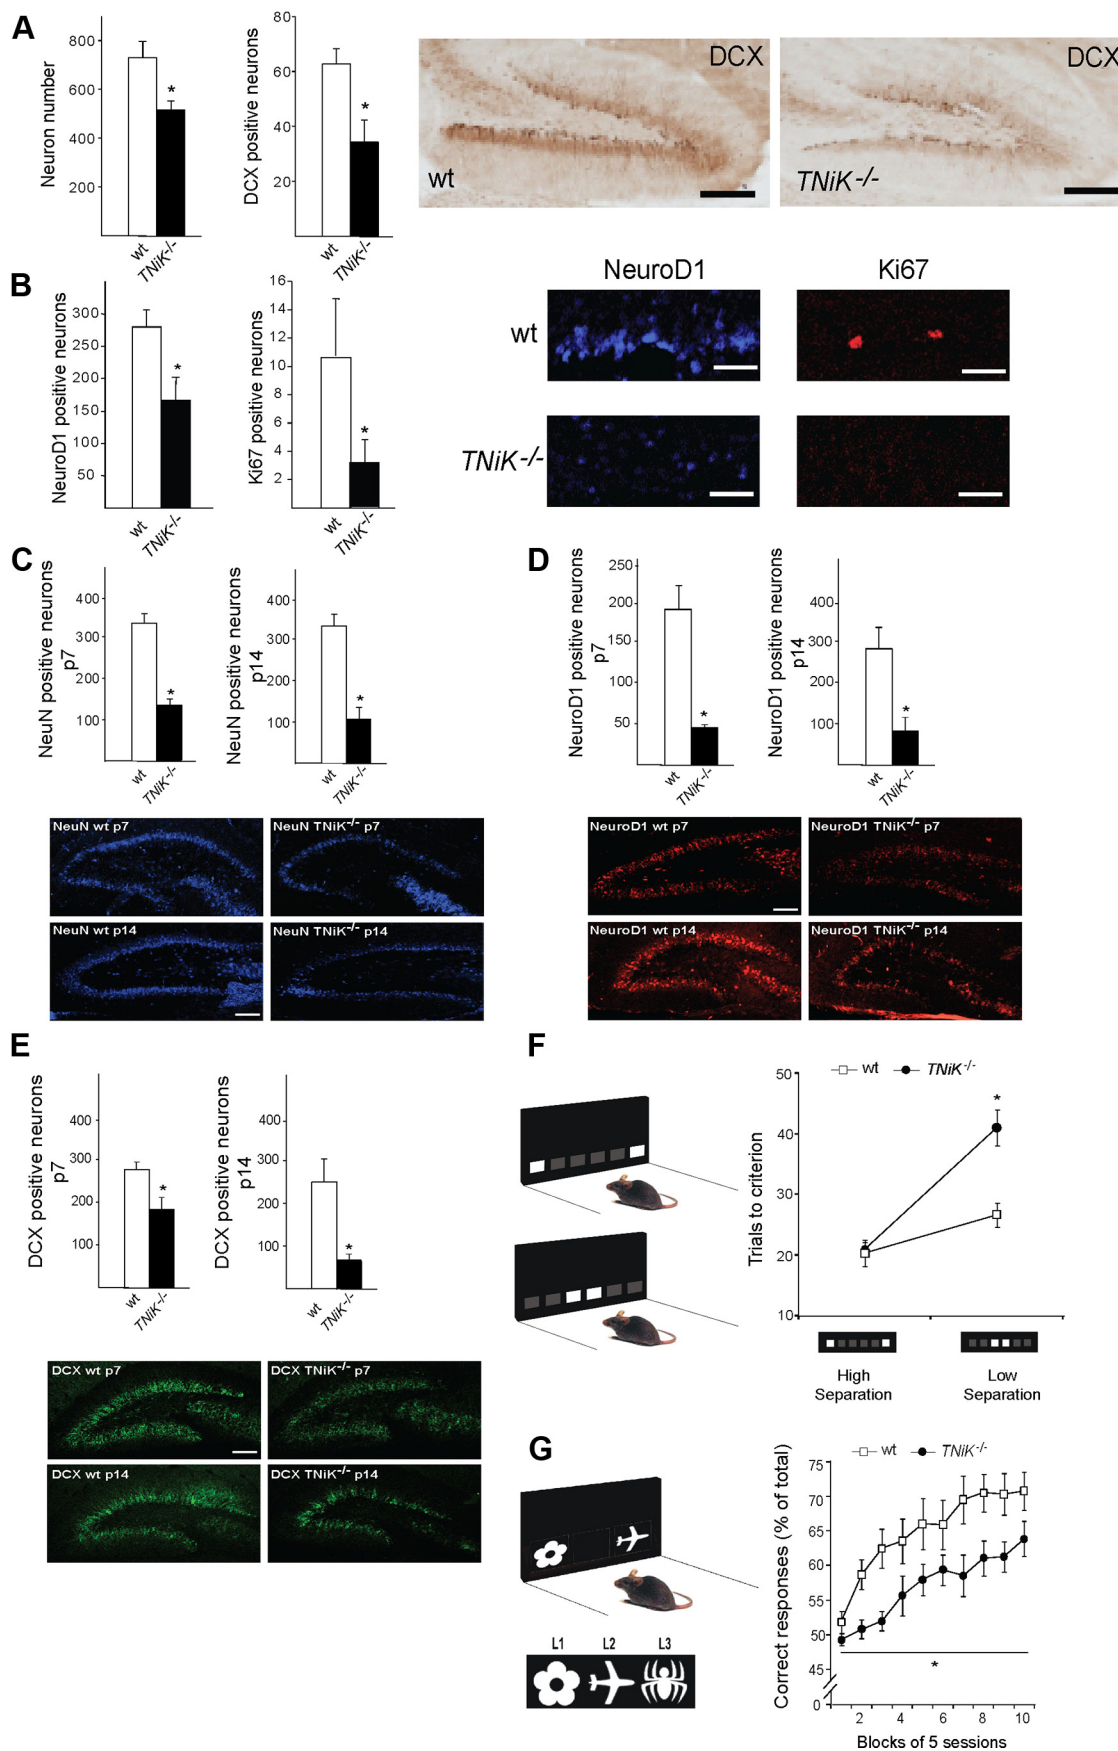 A
Neuron number
800
600
400
200
wt
TNiK-/-
*
DCX positive neurons
80
60
40
20
wt
TNiK-/-
*
DCX
wt
DCX
TNiK-/-
B
NeuroD1 positive neurons
300
250
200
150
100
50
wt
TNiK-/-
*
Ki67 positive neurons
16
14
12
10
8
6
4
2
wt
TNiK-/-
*
NeuroD1
Ki67
wt
TNiK-/-
C
NeuN positive neurons
p7
400
300
200
100
wt
TNiK-/-
*
NeuN positive neurons
p14
400
300
200
100
wt
TNiK-/-
*
NeuN wt p7
NeuN TNiK-/- p7
NeuN wt p14
NeuN TNiK-/- p14
D
NeuroD1 positive neurons
p7
250
200
150
100
50
wt
TNiK-/-
*
NeuroD1 positive neurons
p14
400
300
200
100
wt
TNiK-/-
*
NeuroD1 wt p7
NeuroD1 TNiK-/- p7
NeuroD1 wt p14
NeuroD1 TNiK-/- p14
E
DCX positive neurons
p7
400
300
200
100
wt
TNiK-/-
*
DCX positive neurons
p14
400
300
200
100
wt
TNiK-/-
*
DCX wt p7
DCX TNiK-/- p7
DCX wt p14
DCX TNiK-/- p14
F
Trials to criterion
50
40
30
20
10
wt
TNiK-/-
*
High
Separation
Low
Separation
G
L1 L2 L3
Correct responses (% of total)
75
70
65
60
55
50
45
0
wt
TNiK-/-
*
2 4 6 8 10
Blocks of 5 sessions